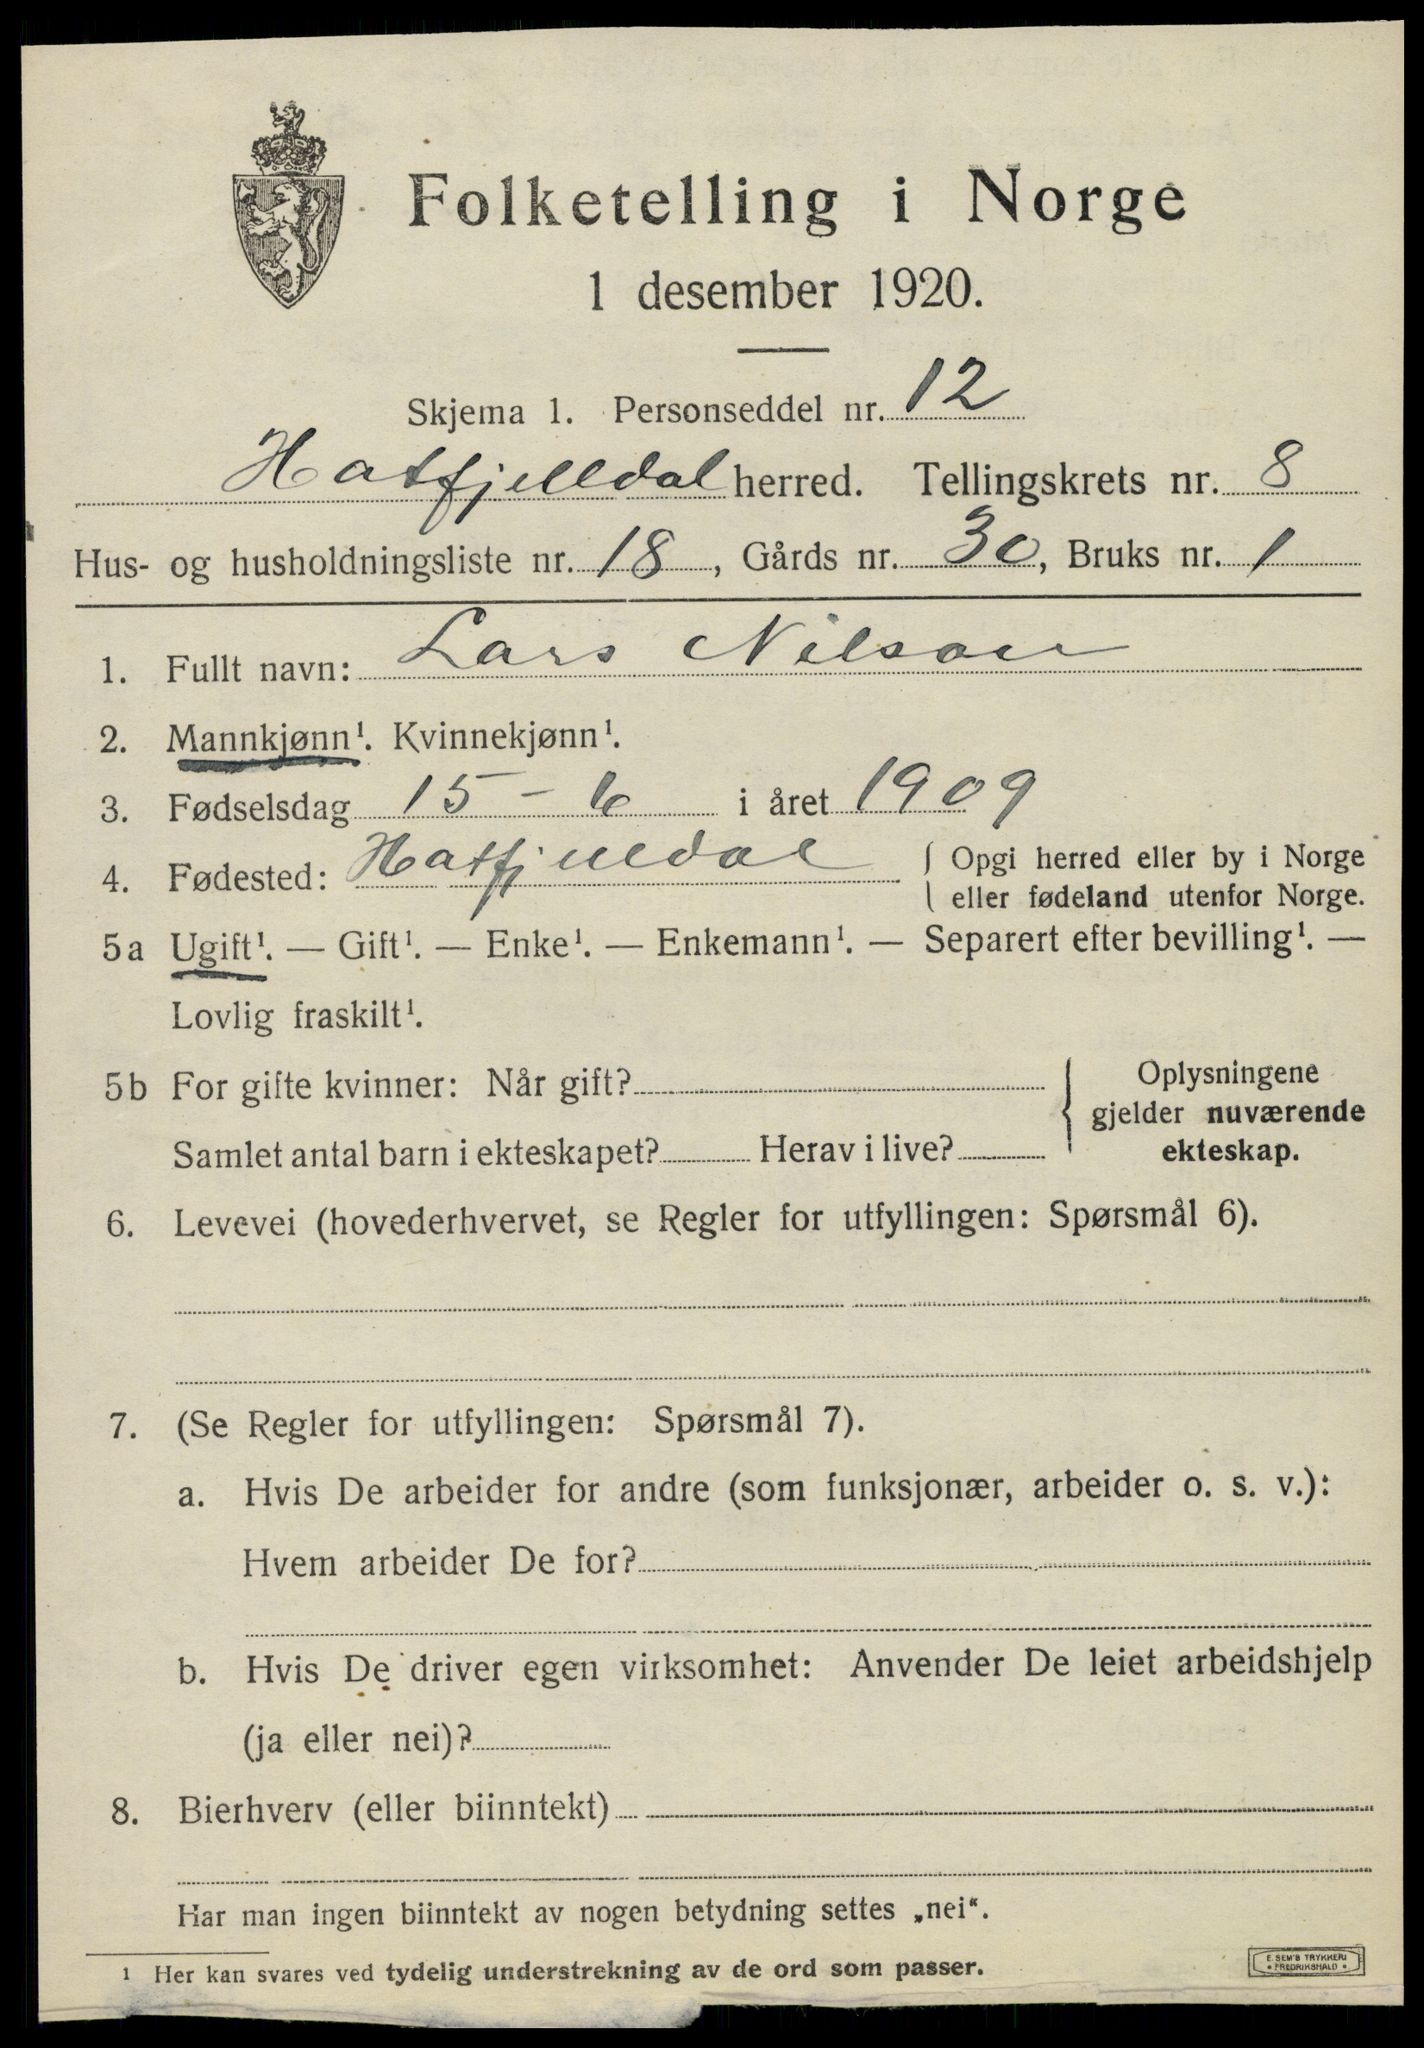 Folketelling i Norge
1 desember 1920.
Skjema 1. Personseddel nr. 12
Hatfjelldal herred. Tellingskrets nr. 8
Hus- og husholdningsliste nr. 18, Gårds nr. 30, Bruks nr. 1
1. Fullt navn: Lars Nilsen
2. Mannkjønn¹. Kvinnekjønn¹.
3. Fødselsdag 15 - 6 i året 1909
4. Fødested: Hatfjelldal { Opgi herred eller by i Norge
eller fødeland utenfor Norge.
5a Ugift¹. — Gift¹. — Enke¹. — Enkemann¹. — Separert efter bevilling¹. —
Lovlig fraskilt¹.
5b For gifte kvinner: Når gift? { Oplysningene
gjelder nuværende
Samlet antal barn i ekteskapet? Herav i live? ekteskap.
6. Levevei (hovederhvervet, se Regler for utfyllingen: Spørsmål 6).
7. (Se Regler for utfyllingen: Spørsmål 7).
a. Hvis De arbeider for andre (som funksjonær, arbeider o. s. v.):
Hvem arbeider De for?
b. Hvis De driver egen virksomhet: Anvender De leiet arbeidshjelp
(ja eller nei)?
8. Bierhverv (eller biinntekt)
Har man ingen biinntekt av nogen betydning settes „nei“.
¹ Her kan svares ved tydelig understrekning av de ord som passer.
E. SEM'S TRYKKERI
• FREDRIKSHALD •